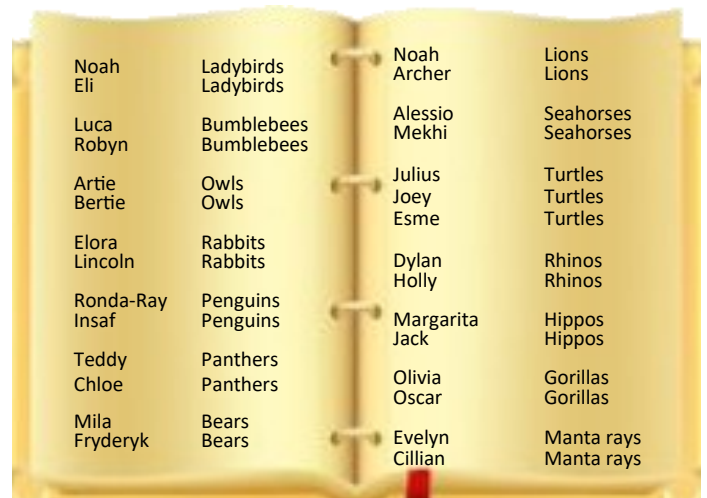 Noah Ladybirds
Eli Ladybirds
Luca Bumblebees
Robyn Bumblebees
Artie Owls
Bertie Owls
Elora Rabbits
Lincoln Rabbits
Ronda-Ray Penguins
Insaf Penguins
Teddy Panthers
Chloe Panthers
Mila Bears
Fryderyk Bears
Noah Lions
Archer Lions
Alessio Seahorses
Mekhi Seahorses
Julius Turtles
Joey Turtles
Esme Turtles
Dylan Rhinos
Holly Rhinos
Margarita Hippos
Jack Hippos
Olivia Gorillas
Oscar Gorillas
Evelyn Manta rays
Cillian Manta rays